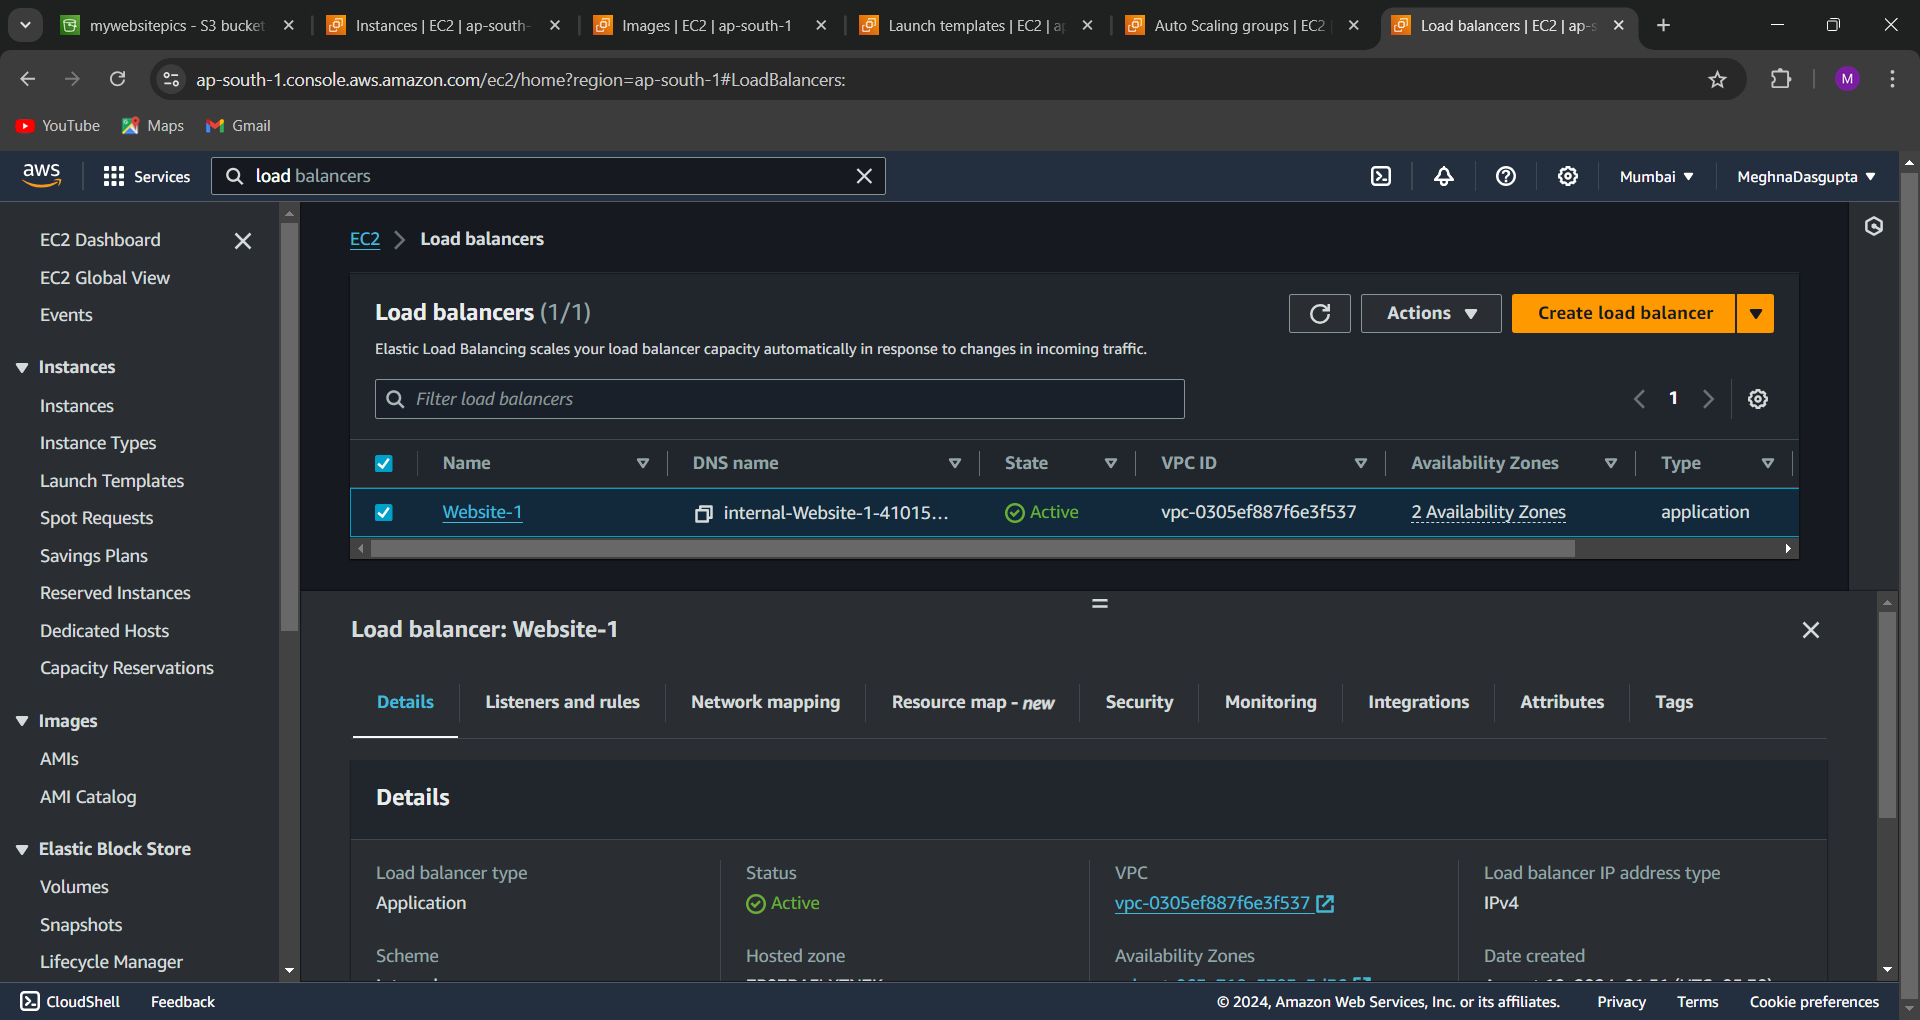 mywebsitepics - S3 bucket
Instances | EC2 | ap-south-
Images | EC2 | ap-south-1
Launch templates | EC2 | a
Auto Scaling groups | EC2
Load balancers | EC2 | ap-s
ap-south-1.console.aws.amazon.com/ec2/home?region=ap-south-1#LoadBalancers:
M
YouTube
Maps
Gmail
aws
Services
load balancers
Mumbai
MeghnaDasgupta
EC2 Dashboard
EC2 Global View
Events
Instances
Instances
Instance Types
Launch Templates
Spot Requests
Savings Plans
Reserved Instances
Dedicated Hosts
Capacity Reservations
Images
AMIs
AMI Catalog
Elastic Block Store
Volumes
Snapshots
Lifecycle Manager
EC2 > Load balancers
Load balancers (1/1)
Actions
Create load balancer
Elastic Load Balancing scales your load balancer capacity automatically in response to changes in incoming traffic.
Filter load balancers
1
Name DNS name State VPC ID Availability Zones Type
Website-1 internal-Website-1-41015... Active vpc-0305ef887f6e3f537 2 Availability Zones application
Load balancer: Website-1
Details Listeners and rules Network mapping Resource map - new Security Monitoring Integrations Attributes Tags
Details
Load balancer type
Application
Status
Active
VPC
vpc-0305ef887f6e3f537
Load balancer IP address type
IPv4
Scheme
Hosted zone
Availability Zones
Date created
CloudShell
Feedback
© 2024, Amazon Web Services, Inc. or its affiliates.
Privacy
Terms
Cookie preferences